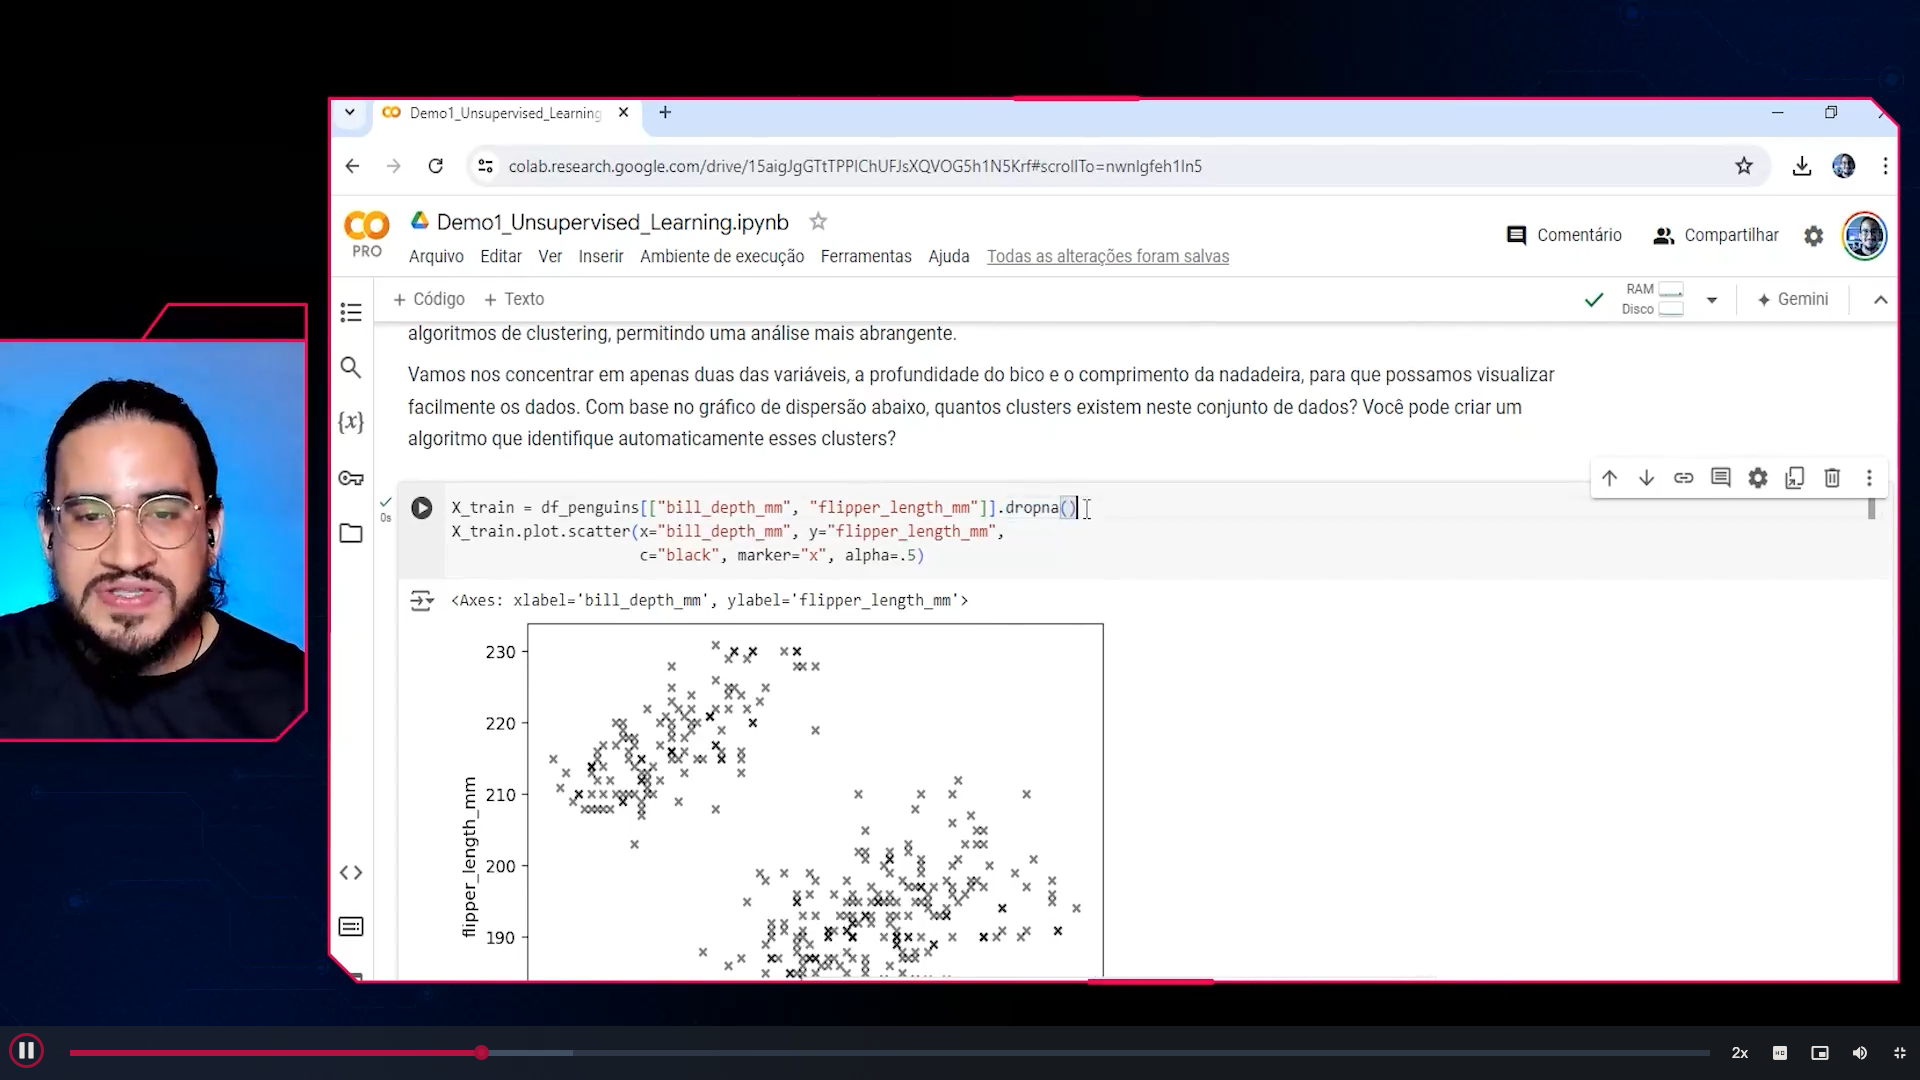 Demo1_Unsupervised_Learning
colab.research.google.com/drive/15aigJgGTtTPPIChUFJsXQVOG5h1N5Krf#scrollTo=nwnIgfeh1In5
CO
PRO
Demo1_Unsupervised_Learning.ipynb
Comentário
Compartilhar
Arquivo Editar Ver Inserir Ambiente de execução Ferramentas Ajuda Todas as alterações foram salvas
+ Código + Texto
RAM
Disco
Gemini
algoritmos de clustering, permitindo uma análise mais abrangente.
Vamos nos concentrar em apenas duas das variáveis, a profundidade do bico e o comprimento da nadadeira, para que possamos visualizar
facilmente os dados. Com base no gráfico de dispersão abaixo, quantos clusters existem neste conjunto de dados? Você pode criar um
algoritmo que identifique automaticamente esses clusters?
0s
X_train = df_penguins[["bill_depth_mm", "flipper_length_mm"]].dropna()
X_train.plot.scatter(x="bill_depth_mm", y="flipper_length_mm",
c="black", marker="x", alpha=.5)
<Axes: xlabel='bill_depth_mm', ylabel='flipper_length_mm'>
230
220
210
200
190
flipper_length_mm
2x